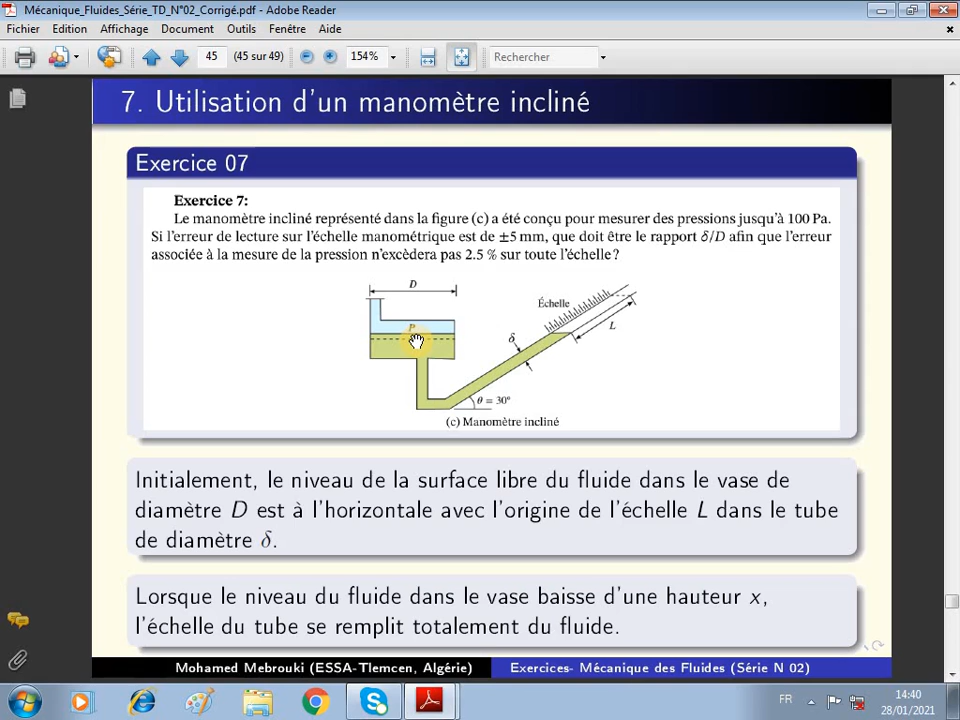 Mécanique_Fluides_Série_TD_N°02_Corrigé.pdf - Adobe Reader
Fichier Edition Affichage Document Outils Fenêtre Aide
45 (45 sur 49) 154% Rechercher
7. Utilisation d'un manomètre incliné
Exercice 07
Exercice 7:
Le manomètre incliné représenté dans la figure (c) a été conçu pour mesurer des pressions jusqu'à 100 Pa.
Si l'erreur de lecture sur l'échelle manométrique est de ±5 mm, que doit être le rapport δ/D afin que l'erreur
associée à la mesure de la pression n'excèdera pas 2.5 % sur toute l'échelle ?
D
Échelle
P
L
δ
θ = 30°
(c) Manomètre incliné
Initialement, le niveau de la surface libre du fluide dans le vase de
diamètre D est à l'horizontale avec l'origine de l'échelle L dans le tube
de diamètre δ.
Lorsque le niveau du fluide dans le vase baisse d'une hauteur x,
l'échelle du tube se remplit totalement du fluide.
Mohamed Mebrouki (ESSA-Tlemcen, Algérie) Exercices- Mécanique des Fluides (Série N 02)
FR 14:40
28/01/2021